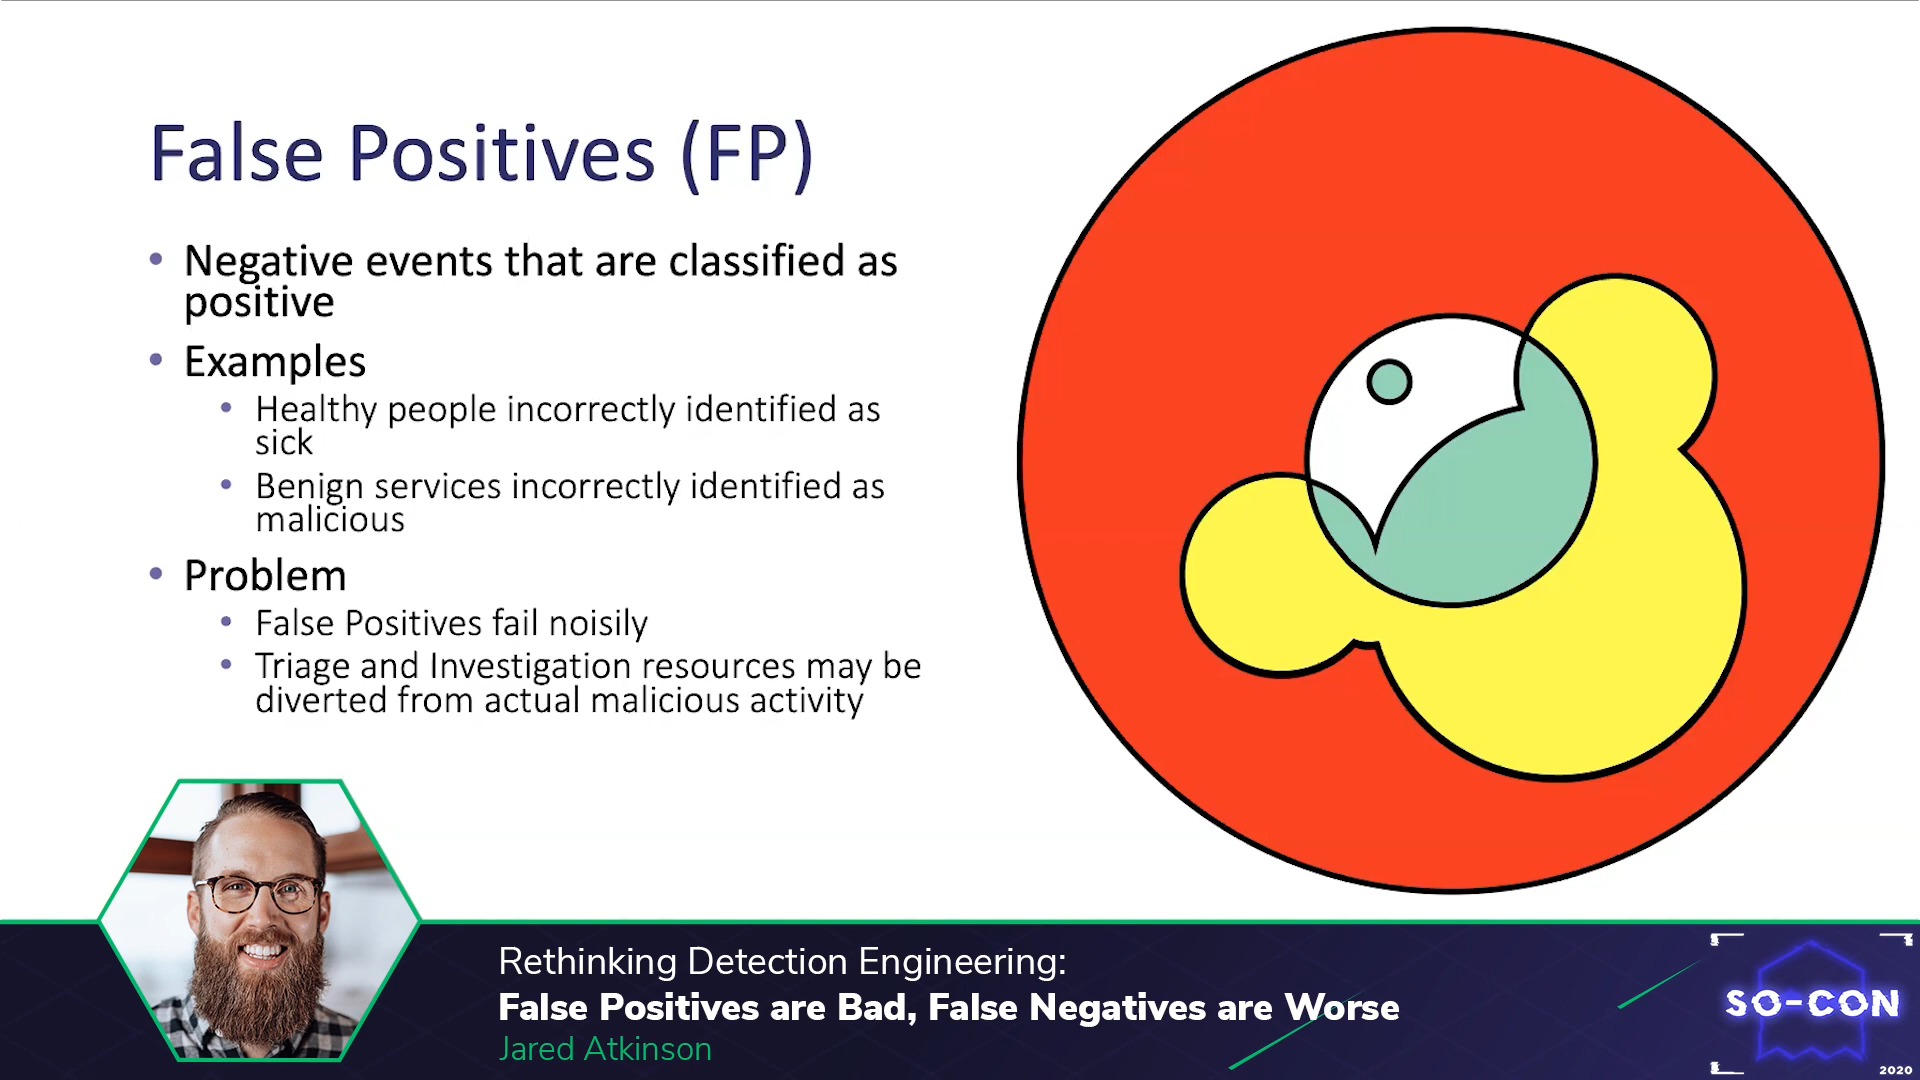 False Positives (FP)
• Negative events that are classified as
positive
• Examples
• Healthy people incorrectly identified as
sick
• Benign services incorrectly identified as
malicious
• Problem
• False Positives fail noisily
• Triage and Investigation resources may be
diverted from actual malicious activity
Rethinking Detection Engineering:
False Positives are Bad, False Negatives are Worse
Jared Atkinson
SO-CON
2020